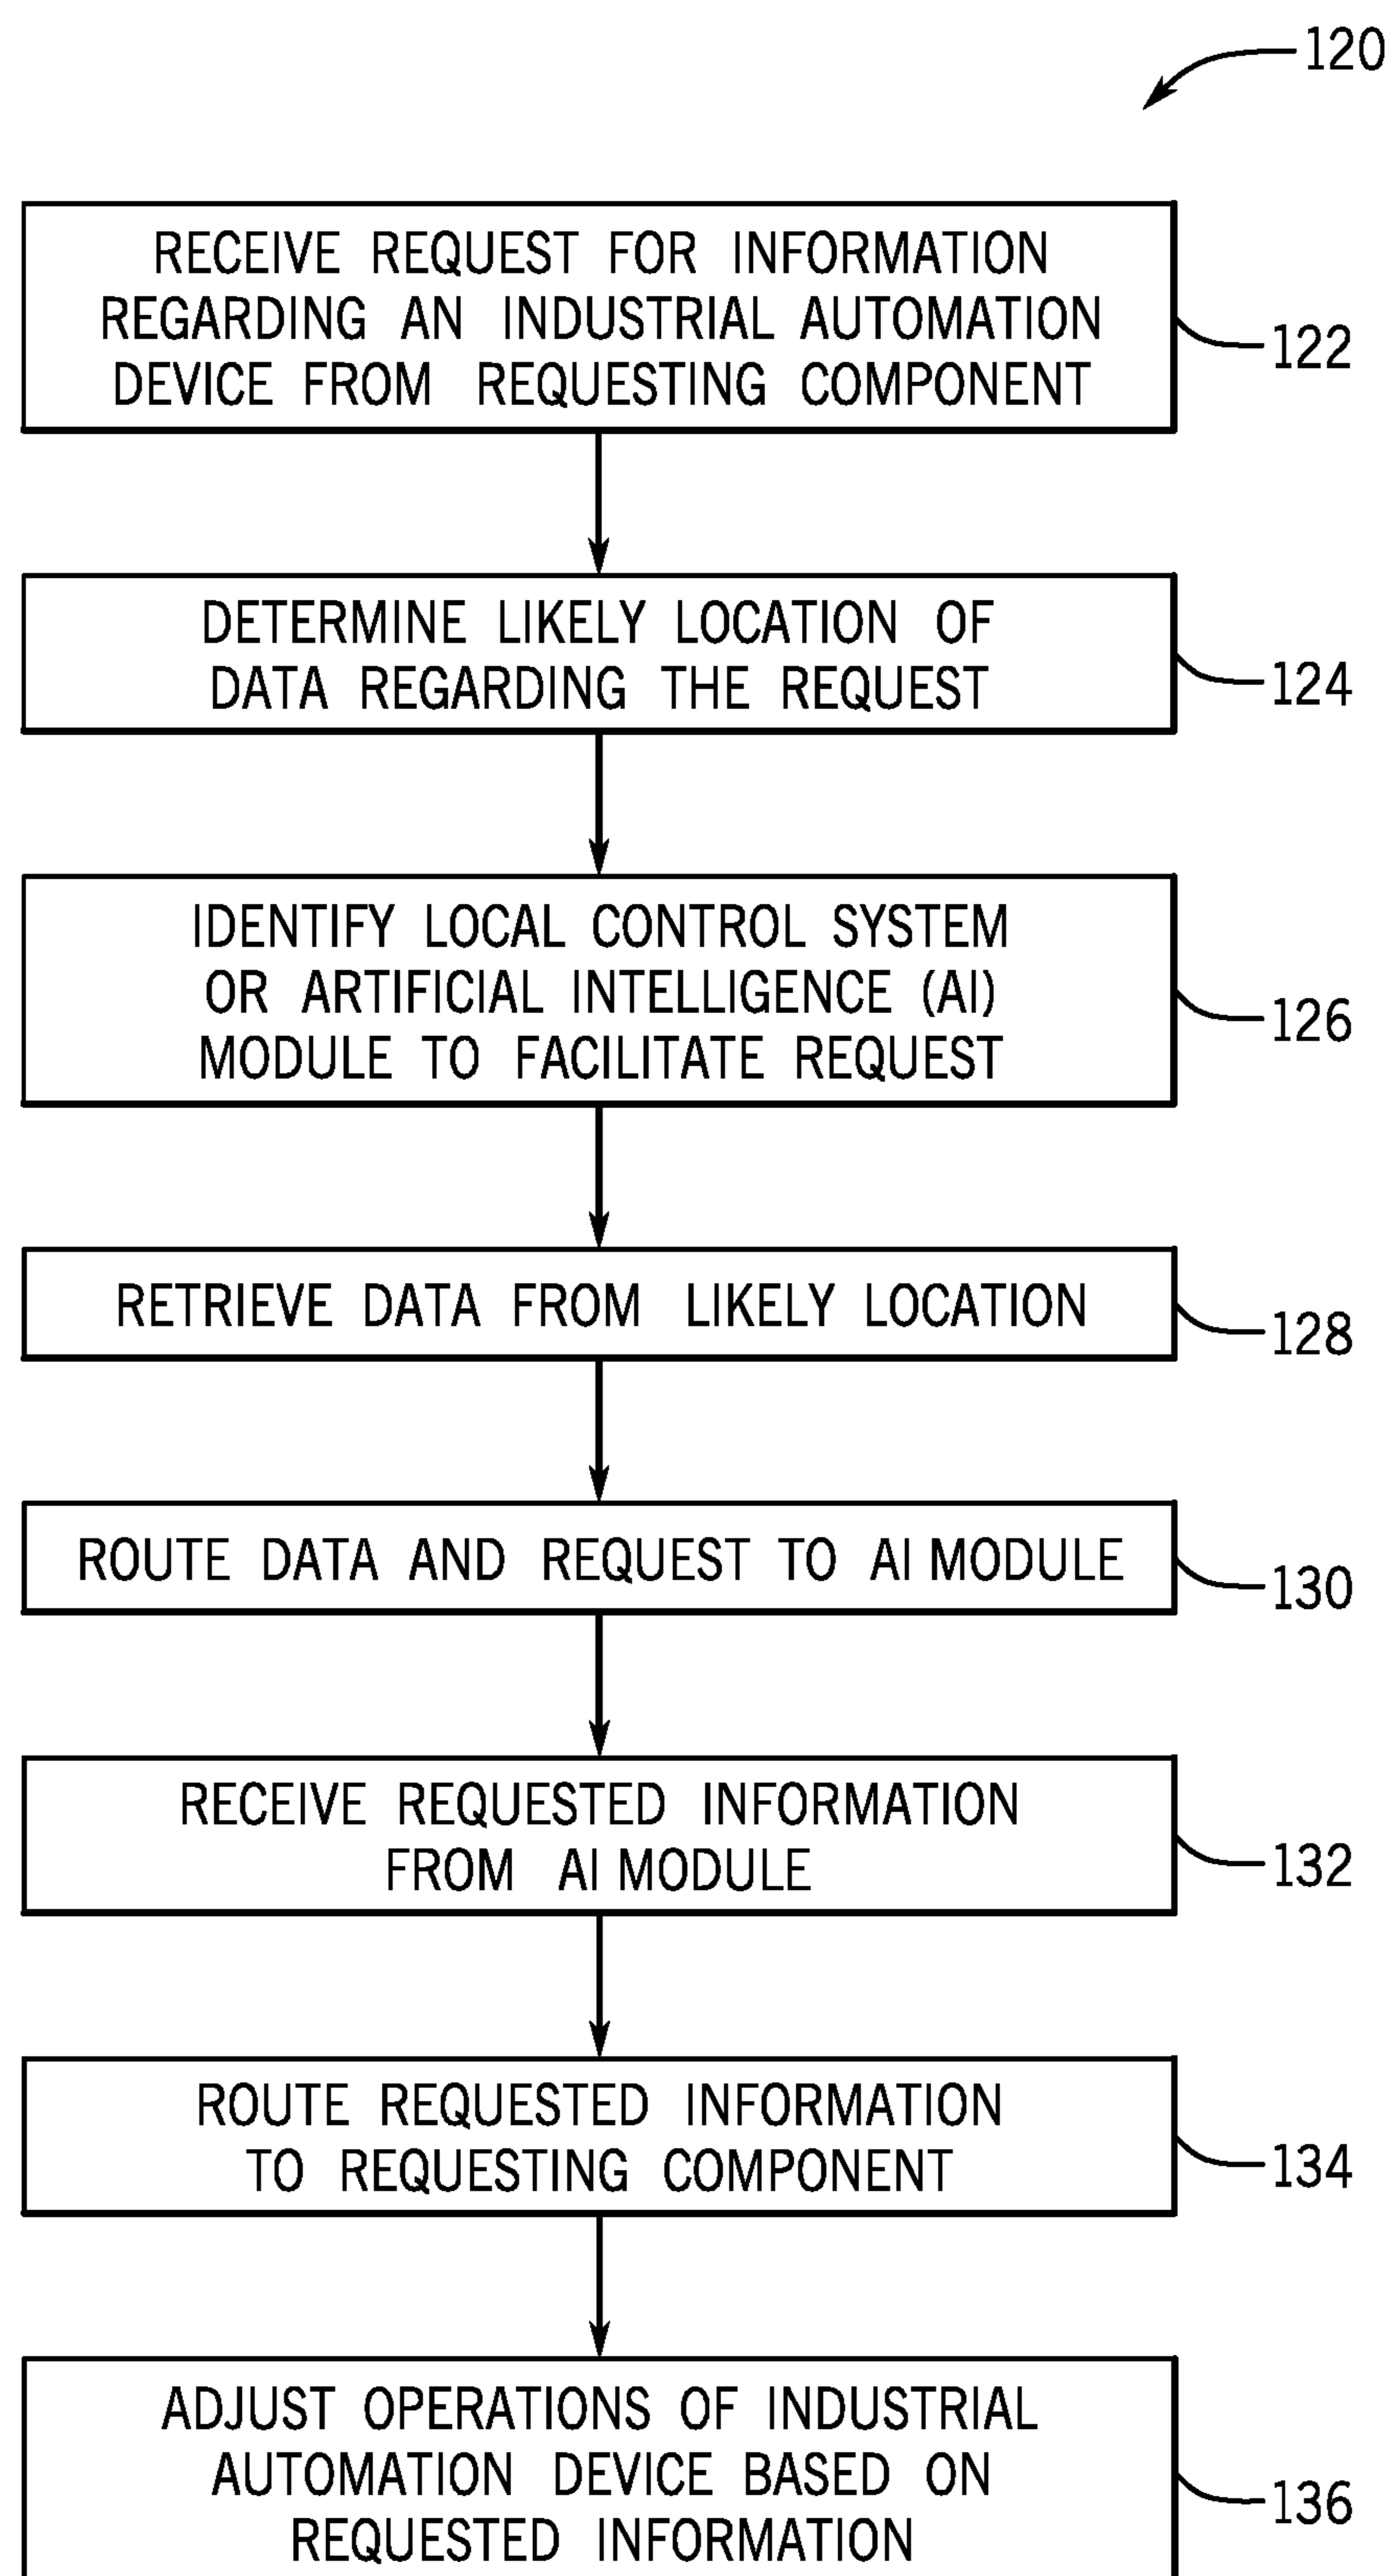 120
RECEIVE REQUEST FOR INFORMATION
REGARDING AN INDUSTRIAL AUTOMATION
DEVICE FROM REQUESTING COMPONENT
122
DETERMINE LIKELY LOCATION OF
DATA REGARDING THE REQUEST
124
IDENTIFY LOCAL CONTROL SYSTEM
OR ARTIFICIAL INTELLIGENCE (AI)
MODULE TO FACILITATE REQUEST
126
RETRIEVE DATA FROM LIKELY LOCATION
128
ROUTE DATA AND REQUEST TO AI MODULE
130
RECEIVE REQUESTED INFORMATION
FROM AI MODULE
132
ROUTE REQUESTED INFORMATION
TO REQUESTING COMPONENT
134
ADJUST OPERATIONS OF INDUSTRIAL
AUTOMATION DEVICE BASED ON
REQUESTED INFORMATION
136